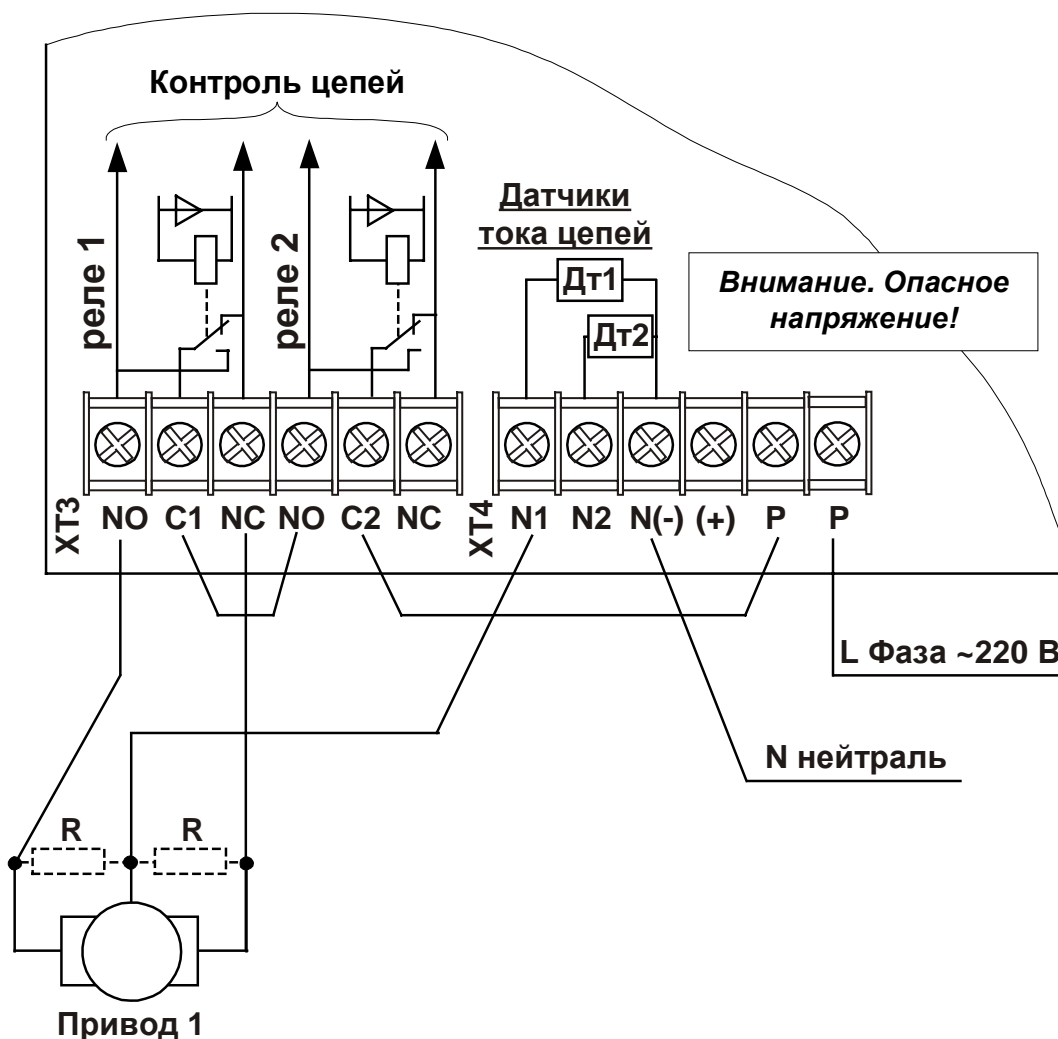 Контроль цепей
реле 1
реле 2
Датчики
тока цепей
Дт1
Дт2
Внимание. Опасное
напряжение!
XT3
NO C1 NC NO C2 NC
XT4
N1 N2 N(-) (+) P P
L Фаза ~220 В
N нейтраль
R R
Привод 1